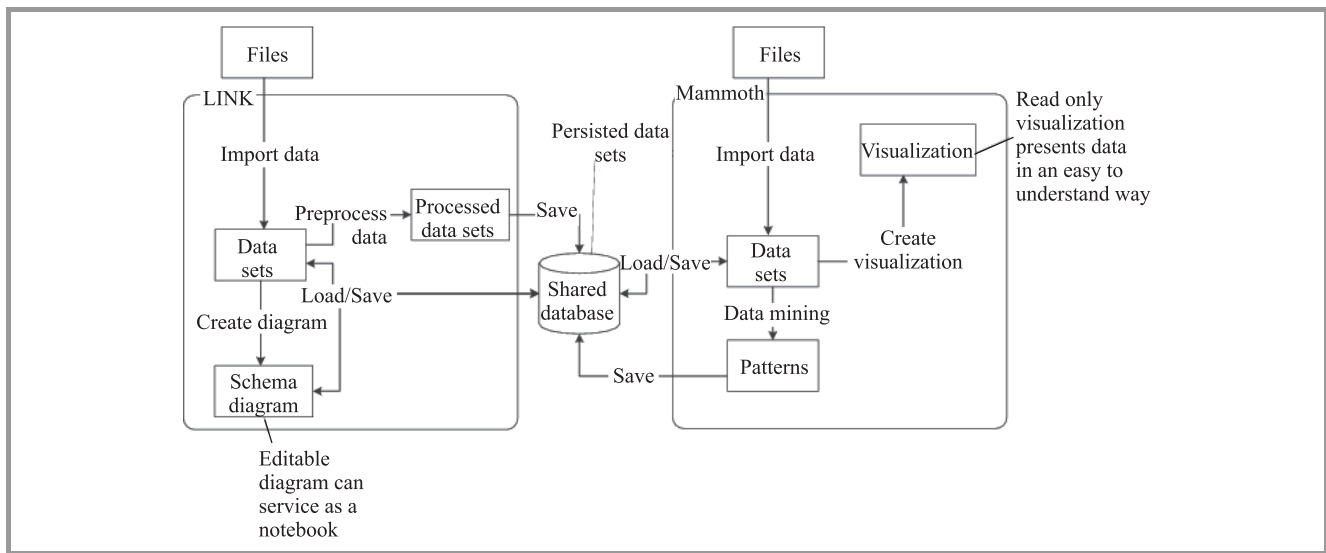 Files
LINK
Import data
Preprocess
data
Processed
data sets
Save
Data
sets
Load/Save
Create diagram
Schema
diagram
Editable
diagram can
service as a
notebook
Persisted data
sets
Shared
database
Files
Mammoth
Import data
Visualization
Read only
visualization
presents data
in an easy to
understand way
Load/Save
Data
sets
Create
visualization
Data mining
Patterns
Save